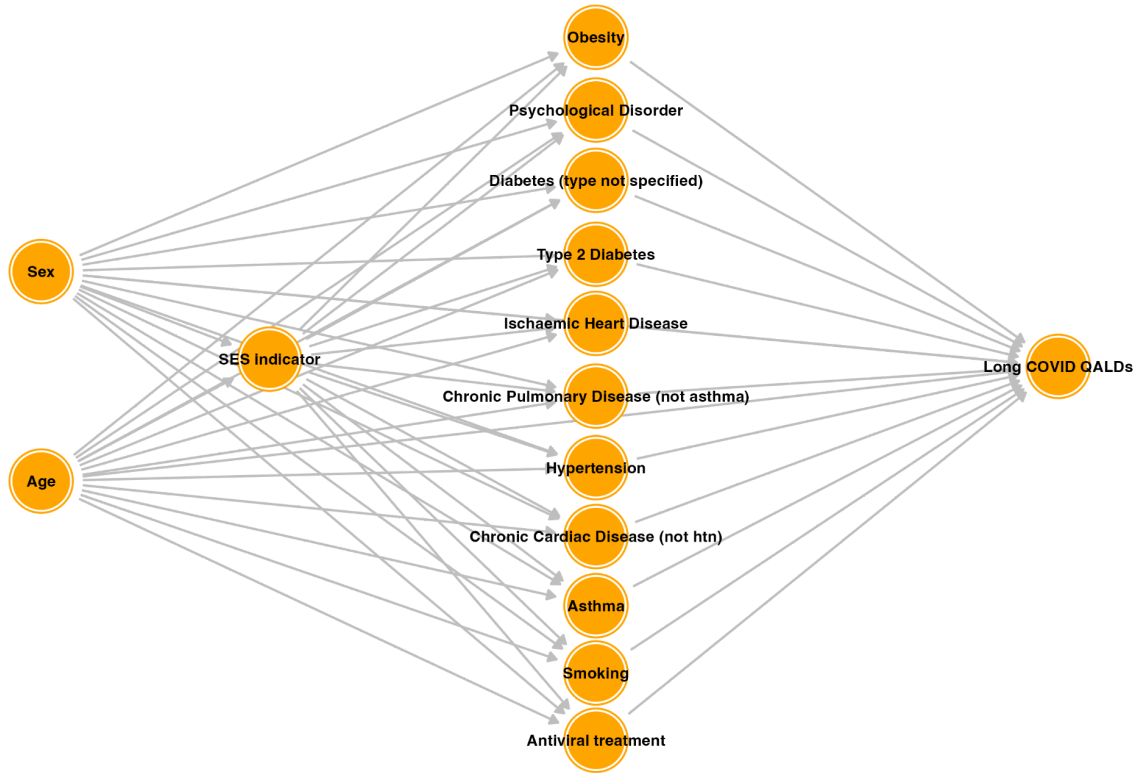 Obesity
Psychological Disorder
Diabetes (type not specified)
Type 2 Diabetes
Sex
Ischaemic Heart Disease
SES indicator
Long COVID QALDs
Chronic Pulmonary Disease (not asthma)
Hypertension
Age
Chronic Cardiac Disease (not htn)
Asthma
Smoking
Antiviral treatment